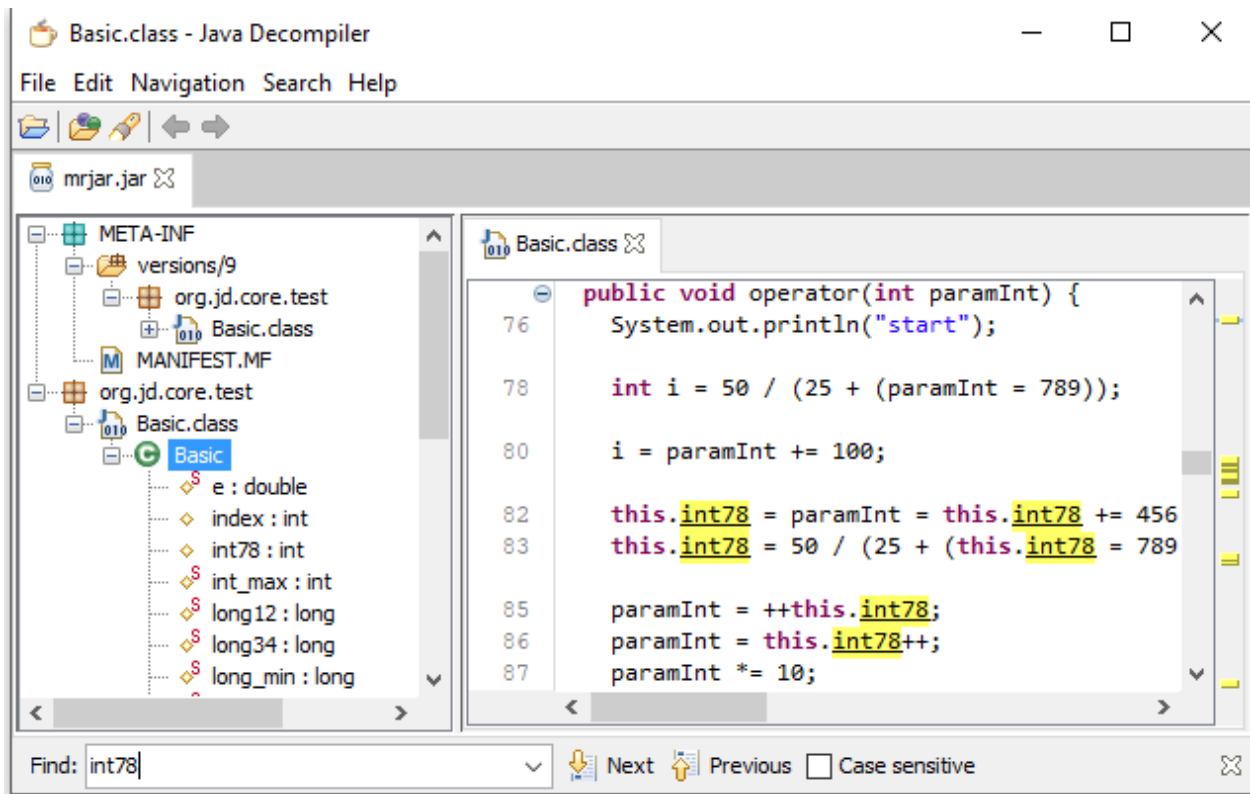 Basic.class - Java Decompiler
File Edit Navigation Search Help
mrjar.jar
META-INF
versions/9
org.jd.core.test
Basic.class
MANIFEST.MF
org.jd.core.test
Basic.class
Basic
e : double
index : int
int78 : int
int_max : int
long12 : long
long34 : long
long_min : long
Basic.class
public void operator(int paramInt) {
76 System.out.println("start");
78 int i = 50 / (25 + (paramInt = 789));
80 i = paramInt += 100;
82 this.int78 = paramInt = this.int78 += 456
83 this.int78 = 50 / (25 + (this.int78 = 789
85 paramInt = ++this.int78;
86 paramInt = this.int78++;
87 paramInt *= 10;
Find: int78 Next Previous Case sensitive